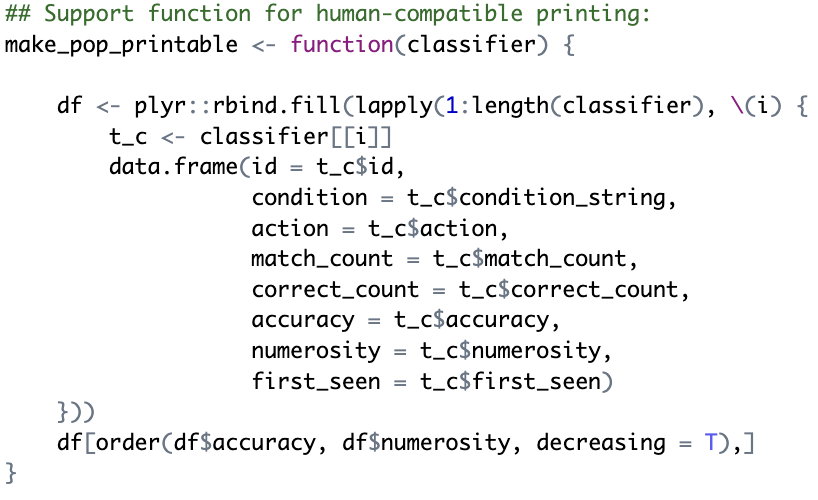 ## Support function for human-compatible printing:
make_pop_printable <- function(classifier) {

    df <- plyr::rbind.fill(lapply(1:length(classifier), \(i) {
        t_c <- classifier[[i]]
        data.frame(id = t_c$id,
                   condition = t_c$condition_string,
                   action = t_c$action,
                   match_count = t_c$match_count,
                   correct_count = t_c$correct_count,
                   accuracy = t_c$accuracy,
                   numerosity = t_c$numerosity,
                   first_seen = t_c$first_seen)
    }))
    df[order(df$accuracy, df$numerosity, decreasing = T),]
}